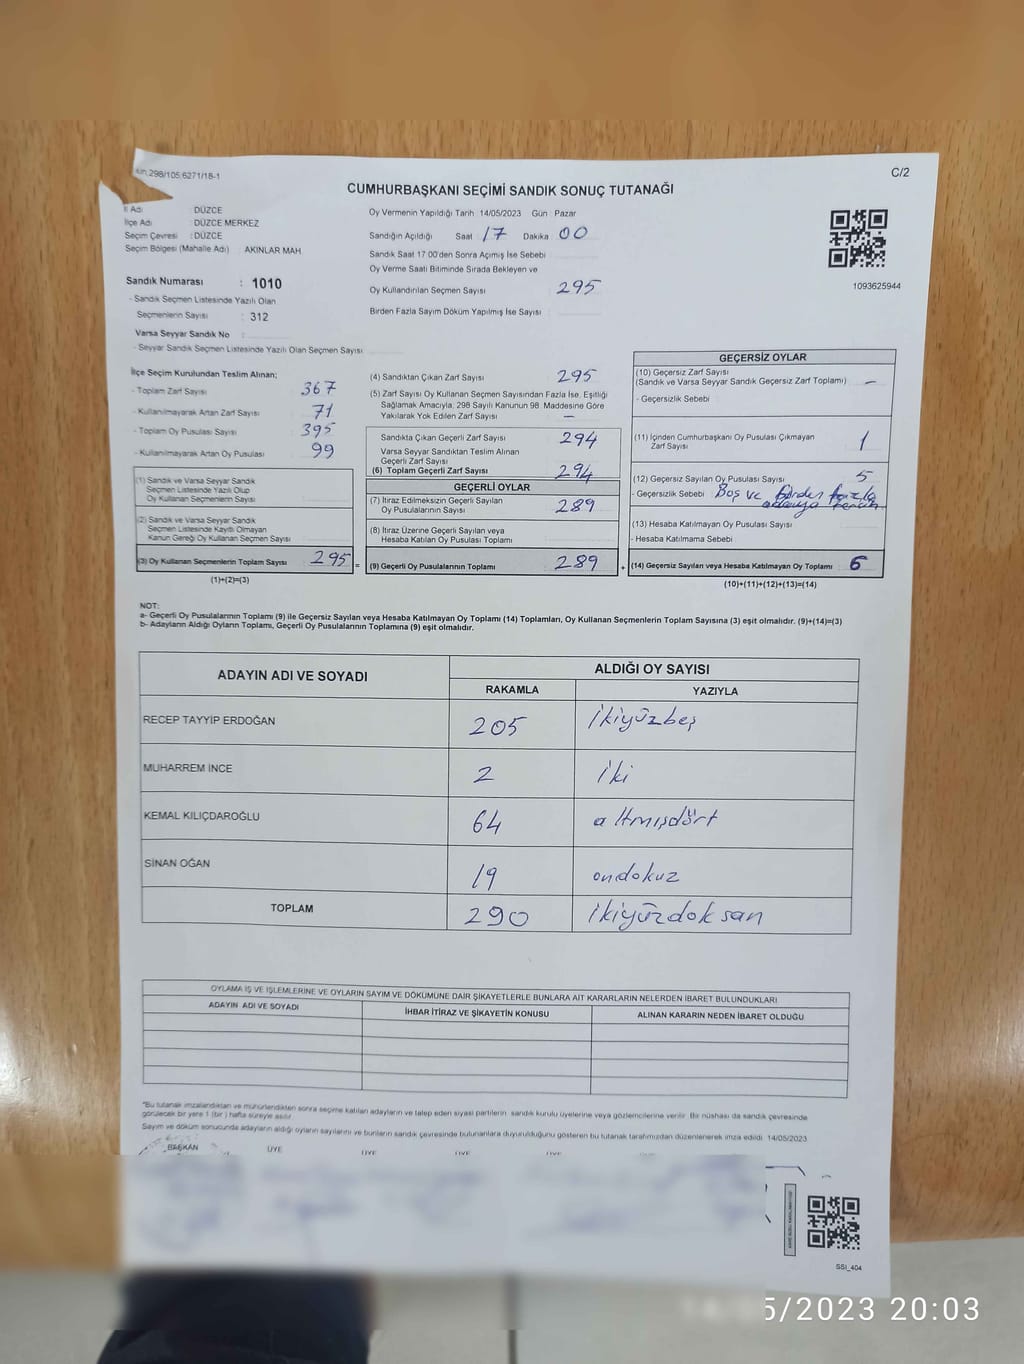 298/105;6271/18-1
C/2
CUMHURBAŞKANI SEÇİMİ SANDIK SONUÇ TUTANAĞI
İl Adı : DÜZCE
İlçe Adı : DÜZCE MERKEZ
Seçim Çevresi : DÜZCE
Seçim Bölgesi (Mahalle Adı) : AKINLAR MAH
Sandık Numarası : 1010
- Sandık Seçmen Listesinde Yazılı Olan
Seçmenlerin Sayısı : 312
Varsa Seyyar Sandık No :
- Seyyar Sandık Seçmen Listesinde Yazılı Olan Seçmen Sayısı
Oy Vermenin Yapıldığı Tarih 14/05/2023 Gün Pazar
Sandığın Açıldığı Saat 17 Dakika 00
Sandık Saat 17:00'den Sonra Açımış İse Sebebi
Oy Verme Saati Bitiminde Sırada Bekleyen ve
Oy Kullandırılan Seçmen Sayısı 295
Birden Fazla Sayım Döküm Yapılmış İse Sayısı
1093625944
İlçe Seçim Kurulundan Teslim Alınan;
- Toplam Zarf Sayısı 367
- Kullanılmayarak Artan Zarf Sayısı 71
- Toplam Oy Pusulası Sayısı 395
- Kullanılmayarak Artan Oy Pusulası 99
(1) Sandık ve Varsa Seyyar Sandık
Seçmen Listesinde Yazılı Olup
Oy Kullanan Seçmenlerin Sayısı
(2) Sandık ve Varsa Seyyar Sandık
Seçmen Listesinde Kayıtlı Olmayan
Kanun Gereği Oy Kullanan Seçmen Sayısı
(3) Oy Kullanan Seçmenlerin Toplam Sayısı 295 =
(1)+(2)=(3)
(4) Sandıktan Çıkan Zarf Sayısı 295
(5) Zarf Sayısı Oy Kullanan Seçmen Sayısından Fazla İse, Eşitliği
Sağlamak Amacıyla, 298 Sayılı Kanunun 98. Maddesine Göre
Yakılarak Yok Edilen Zarf Sayısı –
Sandıkta Çıkan Geçerli Zarf Sayısı 294
Varsa Seyyar Sandıktan Teslim Alınan
Geçerli Zarf Sayısı
(6) Toplam Geçerli Zarf Sayısı 294
GEÇERLİ OYLAR
(7) İtiraz Edilmeksizin Geçerli Sayılan
Oy Pusulalarının Sayısı 289
(8) İtiraz Üzerine Geçerli Sayılan veya
Hesaba Katılan Oy Pusulası Toplamı
(9) Geçerli Oy Pusulalarının Toplamı 289 +
GEÇERSİZ OYLAR
(10) Geçersiz Zarf Sayısı
(Sandık ve Varsa Seyyar Sandık Geçersiz Zarf Toplamı) –
- Geçersizlik Sebebi
(11) İçinden Cumhurbaşkanı Oy Pusulası Çıkmayan
Zarf Sayısı 1
(12) Geçersiz Sayılan Oy Pusulası Sayısı 5
- Geçersizlik Sebebi Boş ve birden fazla
adaya
(13) Hesaba Katılmayan Oy Pusulası Sayısı
- Hesaba Katılmama Sebebi
(14) Geçersiz Sayılan veya Hesaba Katılmayan Oy Toplamı 6
(10)+(11)+(12)+(13)=(14)
NOT:
a- Geçerli Oy Pusulalarının Toplamı (9) ile Geçersiz Sayılan veya Hesaba Katılmayan Oy Toplamı (14) Toplamları, Oy Kullanan Seçmenlerin Toplam Sayısına (3) eşit olmalıdır. (9)+(14)=(3)
b- Adayların Aldığı Oyların Toplamı, Geçerli Oy Pusulalarının Toplamına (9) eşit olmalıdır.
ADAYIN ADI VE SOYADI
ALDIĞI OY SAYISI
RAKAMLA YAZIYLA
RECEP TAYYİP ERDOĞAN 205 ikiyüzbeş
MUHARREM İNCE 2 iki
KEMAL KILIÇDAROĞLU 64 altmışdört
SİNAN OĞAN 19 ondokuz
TOPLAM 290 ikiyüzdoksan
OYLAMA İŞ VE İŞLEMLERİNE VE OYLARIN SAYIM VE DÖKÜMÜNE DAİR ŞİKAYETLERLE BUNLARA AİT KARARLARIN NELERDEN İBARET BULUNDUKLARI
ADAYIN ADI VE SOYADI İHBAR İTİRAZ VE ŞİKAYETİN KONUSU ALINAN KARARIN NEDEN İBARET OLDUĞU
*Bu tutanak imzalandıktan ve mühürlendikten sonra seçime katılan adayların ve talep eden siyasi partilerin sandık kurulu üyelerine veya gözlemcilerine verilir. Bir nüshası da sandık çevresinde
görülecek bir yere 1 (bir) hafta süreyle asılır.
Sayım ve döküm sonucunda adayların aldığı oyların sayılarını ve bunların sandık çevresinde bulunanlara duyurulduğunu gösteren bu tutanak tarafımızdan düzenlenerek imza edildi. 14/05/2023
BAŞKAN ÜYE ÜYE ÜYE ÜYE
SSI_404
5/2023 20:03